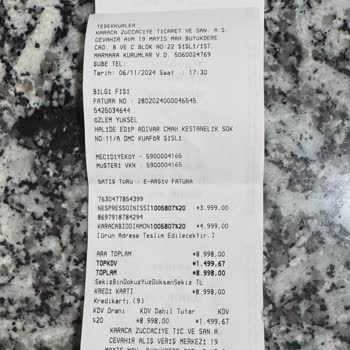 TEŞEKKÜRLER
KARACA ZÜCCACİYE TİCARET VE SAN. A.Ş.
CEVAHİR AVM 19 MAYIS MAH BÜYÜKDERE
CAD. B VE C BLOK NO:22 ŞİŞLİ/İST.
MARMARA KURUMLAR V.D. 5060024769
ŞUBE TEL:
Tarih: 06/11/2024 Saat : 17:30
BİLGİ FİŞİ
FATURA NO : 2802024000046545
5425034644
ÖZLEM YÜKSEL
HALİDE EDİP ADIVAR CMAH.KESTANELİK SOK
NO:11/A DMC KUAFÖR ŞİŞLİ
MECİDİYEKÖY - 5900004165
MÜŞTERİ VKN : 5900004165
SATIŞ TÜRÜ : E-ARŞİV FATURA
7630477854399
NESPRESSOINISSI1005807%20 *3.999,00
8697918784294
KARACABIODIAMON1005807%20 *4.999,00
[Ürün Adrese Teslim Edilecektir.]
ARA TOPLAM *8.998,00
TOPKDV *1.499,67
TOPLAM *8.998,00
SekizBinDokuzYüzDoksanSekiz TL
KREDİ KARTI *8.998,00
Kredikartı: (9)
KDV Oranı KDV Dahil Tutar KDV
%20 *8.998,00 *1.499,67
KARACA ZÜCCACİYE TİC VE SAN.A.
CEVAHİR ALIŞ VERİŞ MERKEZİ 19